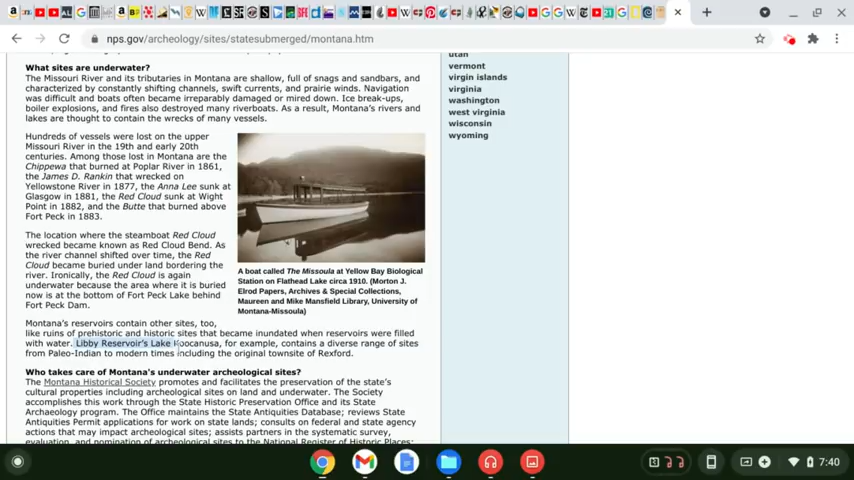 nps.gov/archeology/sites/statesubmerged/montana.htm
utah
vermont
virgin islands
virginia
washington
west virginia
wisconsin
wyoming
What sites are underwater?
The Missouri River and its tributaries in Montana are shallow, full of snags and sandbars, and
characterized by constantly shifting channels, swift currents, and prairie winds. Navigation
was difficult and boats often became irreparably damaged or mired down. Ice break-ups,
boiler explosions, and fires also destroyed many riverboats. As a result, Montana's rivers and
lakes are thought to contain the wrecks of many vessels.
Hundreds of vessels were lost on the upper
Missouri River in the 19th and early 20th
centuries. Among those lost in Montana are the
Chippewa that burned at Poplar River in 1861,
the James D. Rankin that wrecked on
Yellowstone River in 1877, the Anna Lee sunk at
Glasgow in 1881, the Red Cloud sunk at Wight
Point in 1882, and the Butte that burned above
Fort Peck in 1883.
The location where the steamboat Red Cloud
wrecked became known as Red Cloud Bend. As
the river channel shifted over time, the Red
Cloud became buried under land bordering the
river. Ironically, the Red Cloud is again
underwater because the area where it is buried
now is at the bottom of Fort Peck Lake behind
Fort Peck Dam.
A boat called The Missoula at Yellow Bay Biological
Station on Flathead Lake circa 1910. (Morton J.
Elrod Papers, Archives & Special Collections,
Maureen and Mike Mansfield Library, University of
Montana-Missoula)
Montana's reservoirs contain other sites, too,
like ruins of prehistoric and historic sites that became inundated when reservoirs were filled
with water. Libby Reservoir's Lake Koocanusa, for example, contains a diverse range of sites
from Paleo-Indian to modern times including the original townsite of Rexford.
Who takes care of Montana's underwater archeological sites?
The Montana Historical Society promotes and facilitates the preservation of the state's
cultural properties including archeological sites on land and underwater. The Society
accomplishes this work through the State Historic Preservation Office and its State
Archaeology program. The Office maintains the State Antiquities Database; reviews State
Antiquities Permit applications for work on state lands; consults on federal and state agency
actions that may impact archeological sites; assists partners in the systematic survey,
evaluation, and nomination of archeological sites to the National Register of Historic Places;
7:40